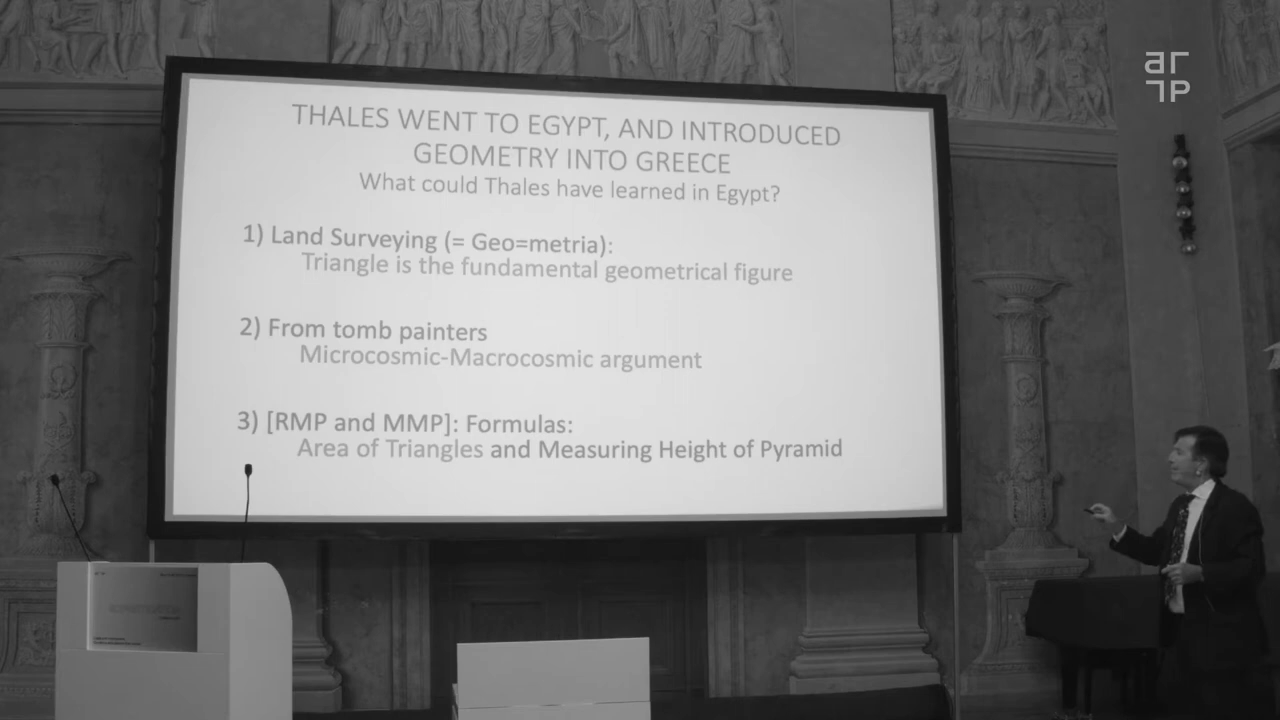 THALES WENT TO EGYPT, AND INTRODUCED
GEOMETRY INTO GREECE
What could Thales have learned in Egypt?
1) Land Surveying (= Geo=metria):
Triangle is the fundamental geometrical figure
2) From tomb painters
Microcosmic-Macrocosmic argument
3) [RMP and MMP]: Formulas:
Area of Triangles and Measuring Height of Pyramid